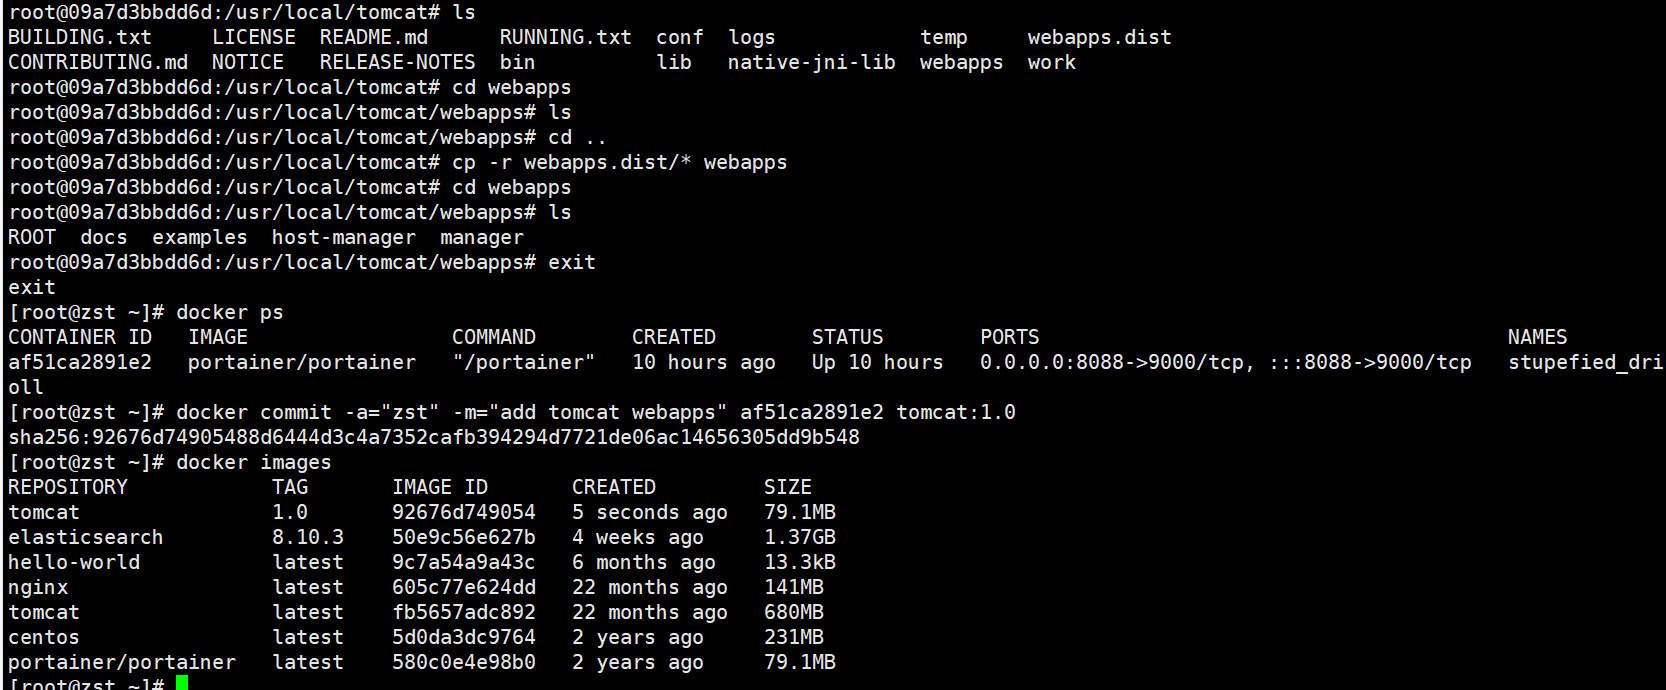 root@09a7d3bbdd6d:/usr/local/tomcat# ls
BUILDING.txt     LICENSE  README.md      RUNNING.txt  conf  logs            temp     webapps.dist
CONTRIBUTING.md  NOTICE   RELEASE-NOTES  bin          lib   native-jni-lib  webapps  work
root@09a7d3bbdd6d:/usr/local/tomcat# cd webapps
root@09a7d3bbdd6d:/usr/local/tomcat/webapps# ls
root@09a7d3bbdd6d:/usr/local/tomcat/webapps# cd ..
root@09a7d3bbdd6d:/usr/local/tomcat# cp -r webapps.dist/* webapps
root@09a7d3bbdd6d:/usr/local/tomcat# cd webapps
root@09a7d3bbdd6d:/usr/local/tomcat/webapps# ls
ROOT  docs  examples  host-manager  manager
root@09a7d3bbdd6d:/usr/local/tomcat/webapps# exit
exit
[root@zst ~]# docker ps
CONTAINER ID   IMAGE                 COMMAND        CREATED        STATUS        PORTS                                       NAMES
af51ca2891e2   portainer/portainer   "/portainer"   10 hours ago   Up 10 hours   0.0.0.0:8088->9000/tcp, :::8088->9000/tcp   stupefied_dri
oll
[root@zst ~]# docker commit -a="zst" -m="add tomcat webapps" af51ca2891e2 tomcat:1.0
sha256:92676d74905488d6444d3c4a7352cafb394294d7721de06ac14656305dd9b548
[root@zst ~]# docker images
REPOSITORY            TAG       IMAGE ID       CREATED         SIZE
tomcat                1.0       92676d749054   5 seconds ago   79.1MB
elasticsearch         8.10.3    50e9c56e627b   4 weeks ago     1.37GB
hello-world           latest    9c7a54a9a43c   6 months ago    13.3kB
nginx                 latest    605c77e624dd   22 months ago   141MB
tomcat                latest    fb5657adc892   22 months ago   680MB
centos                latest    5d0da3dc9764   2 years ago     231MB
portainer/portainer   latest    580c0e4e98b0   2 years ago     79.1MB
[root@zst ~]#